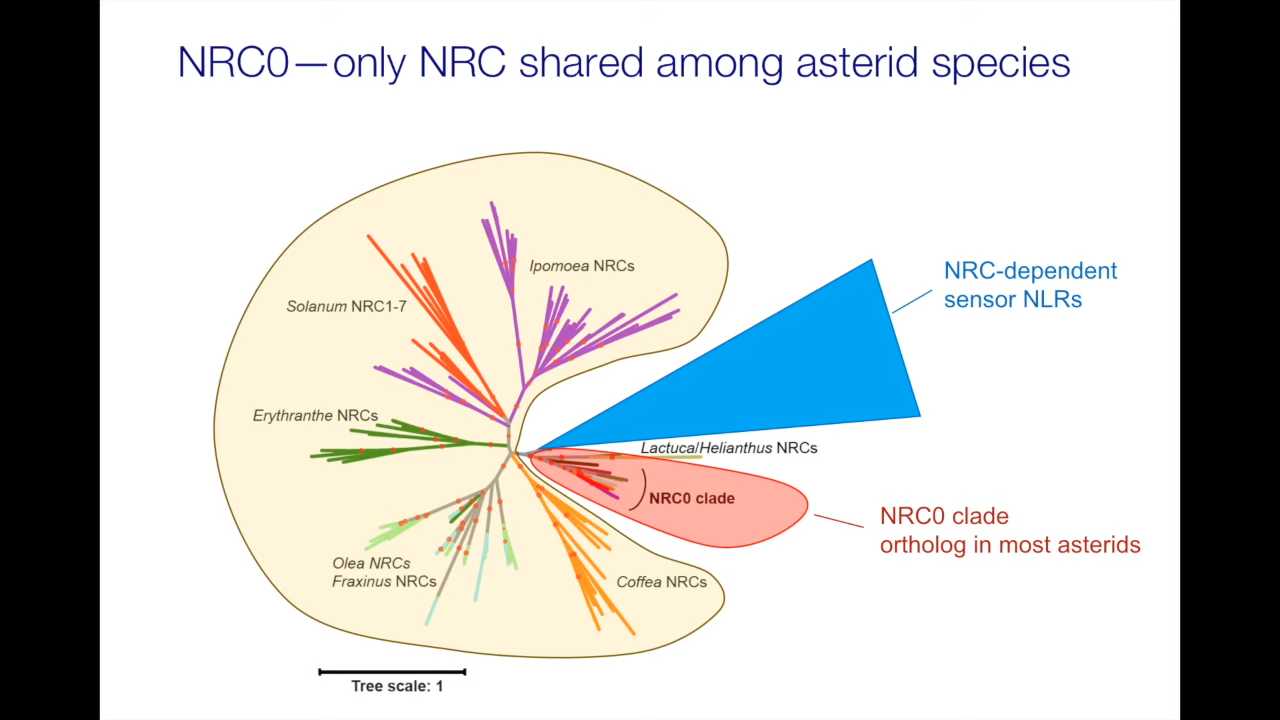 NRC0—only NRC shared among asterid species
Ipomoea NRCs
NRC-dependent
sensor NLRs
Solanum NRC1-7
Erythranthe NRCs
Lactuca/Helianthus NRCs
NRC0 clade
NRC0 clade
ortholog in most asterids
Olea NRCs
Fraxinus NRCs
Coffea NRCs
Tree scale: 1